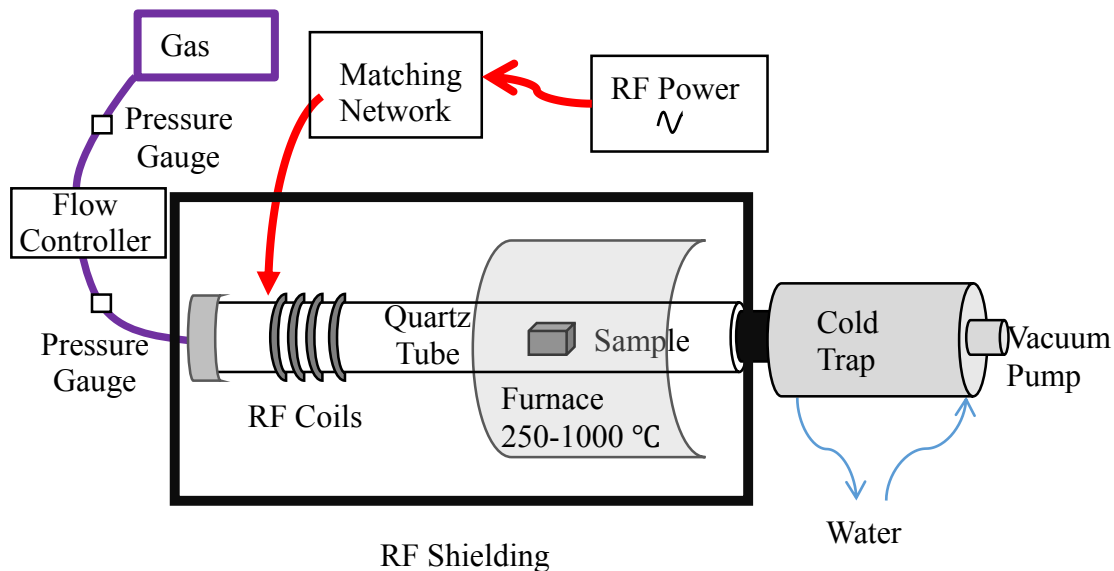 Gas
Matching
Network
RF Power
Pressure
Gauge
Flow
Controller
Quartz
Tube
Sample
Cold
Trap
Vacuum
Pump
Pressure
Gauge
RF Coils
Furnace
250-1000 ℃
Water
RF Shielding